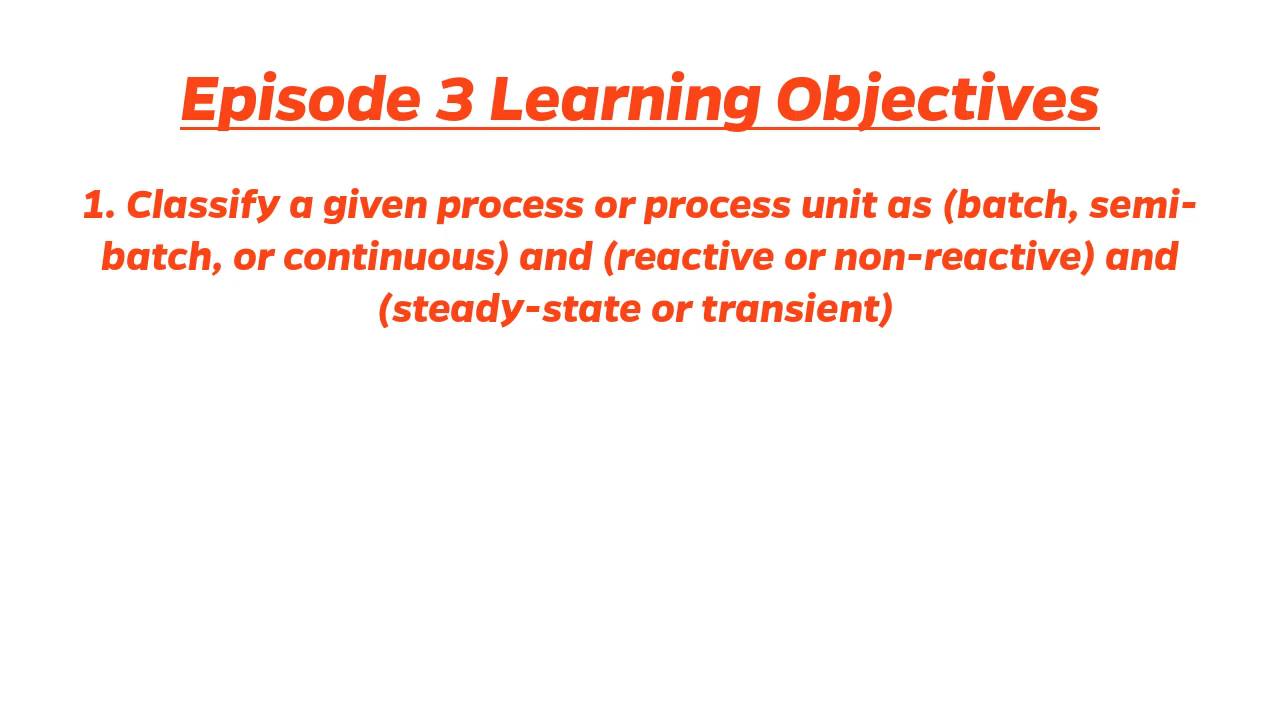 Episode 3 Learning Objectives
1. Classify a given process or process unit as (batch, semi-
batch, or continuous) and (reactive or non-reactive) and
(steady-state or transient)